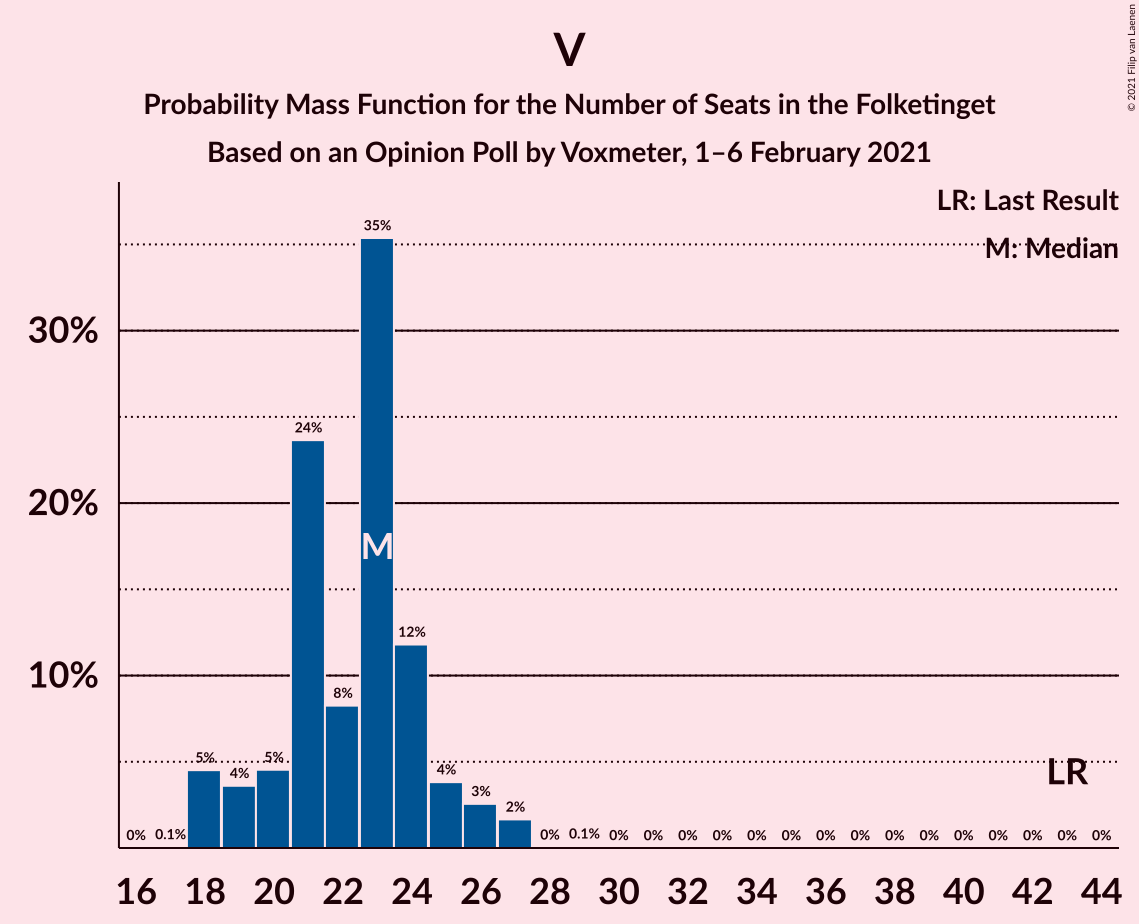 V
Probability Mass Function for the Number of Seats in the Folketinget
Based on an Opinion Poll by Voxmeter, 1–6 February 2021
© 2021 Filip van Laenen
LR: Last Result
M: Median
35%
30%
24%
20%
M
12%
10%
8%
5% 4% 5% 4% 3% 2%
LR
0% 0.1% 0% 0.1% 0% 0% 0% 0% 0% 0% 0% 0% 0% 0% 0% 0% 0% 0% 0%
16 18 20 22 24 26 28 30 32 34 36 38 40 42 44